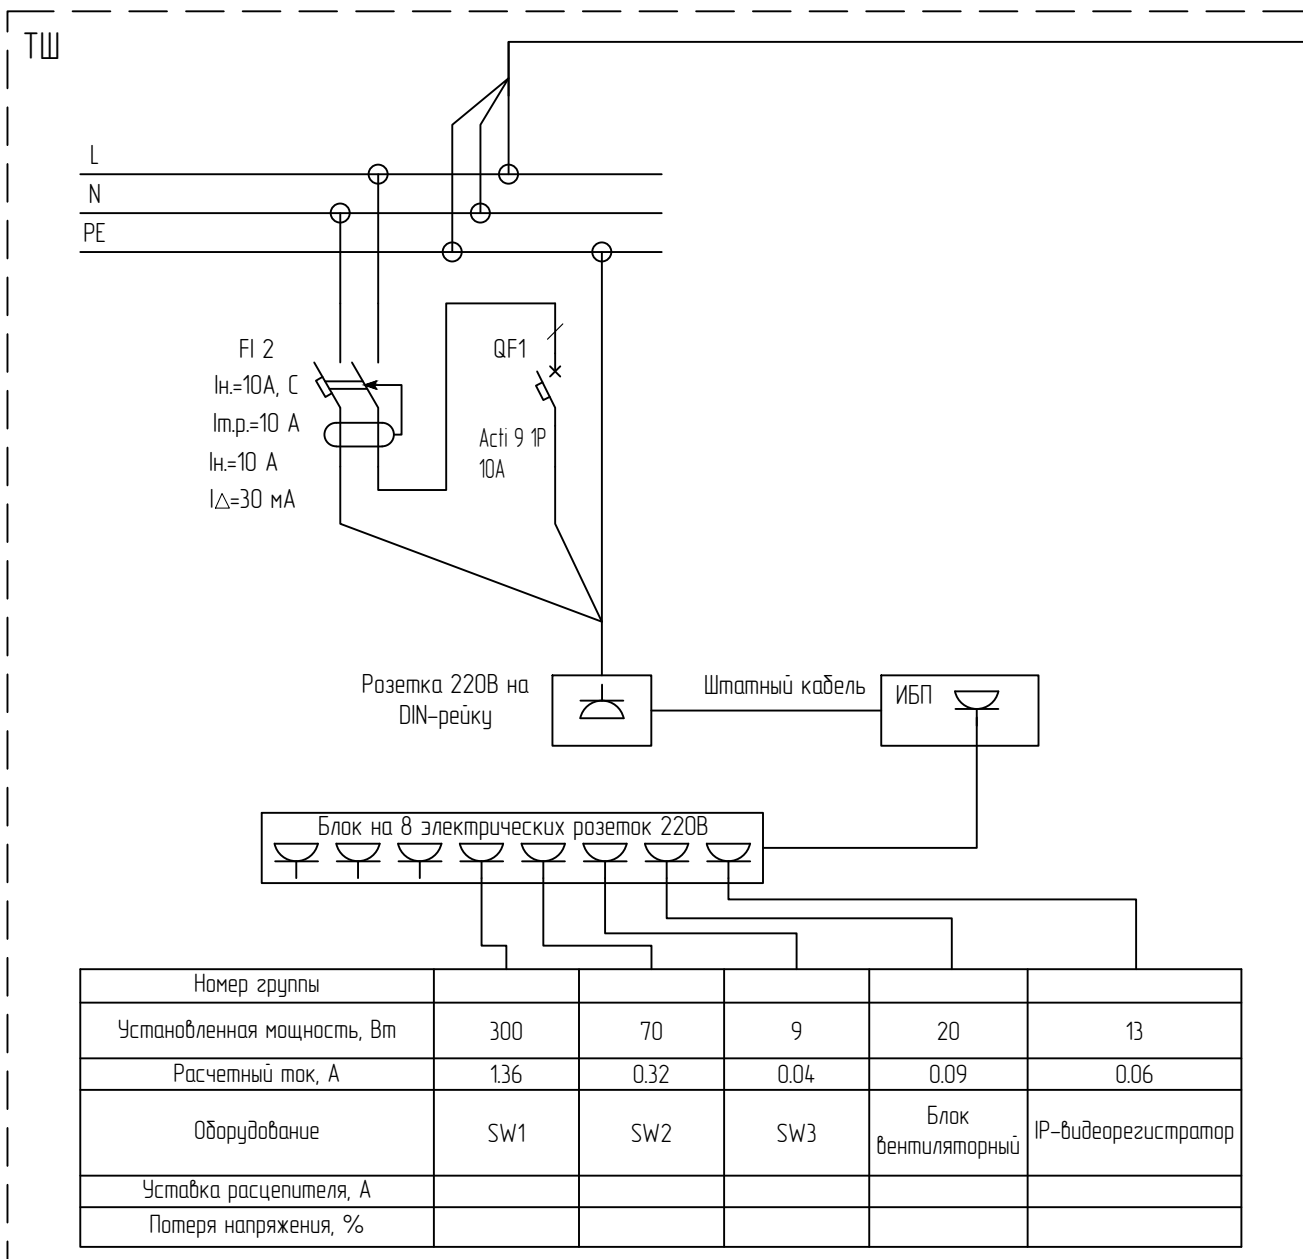 ТШ
L
N
PE
FI 2
Iн.=10А, С
Iт.р.=10 А
Iн.=10 А
I△=30 мА
QF1
Acti 9 1P
10А
Розетка 220В на
DIN-рейку
Штатный кабель
ИБП
Блок на 8 электрических розеток 220В
Номер группы
Установленная мощность, Вт 300 70 9 20 13
Расчетный ток, А 1.36 0.32 0.04 0.09 0.06
Оборудование SW1 SW2 SW3 Блок вентиляторный IP-видеорегистратор
Уставка расцепителя, А
Потеря напряжения, %